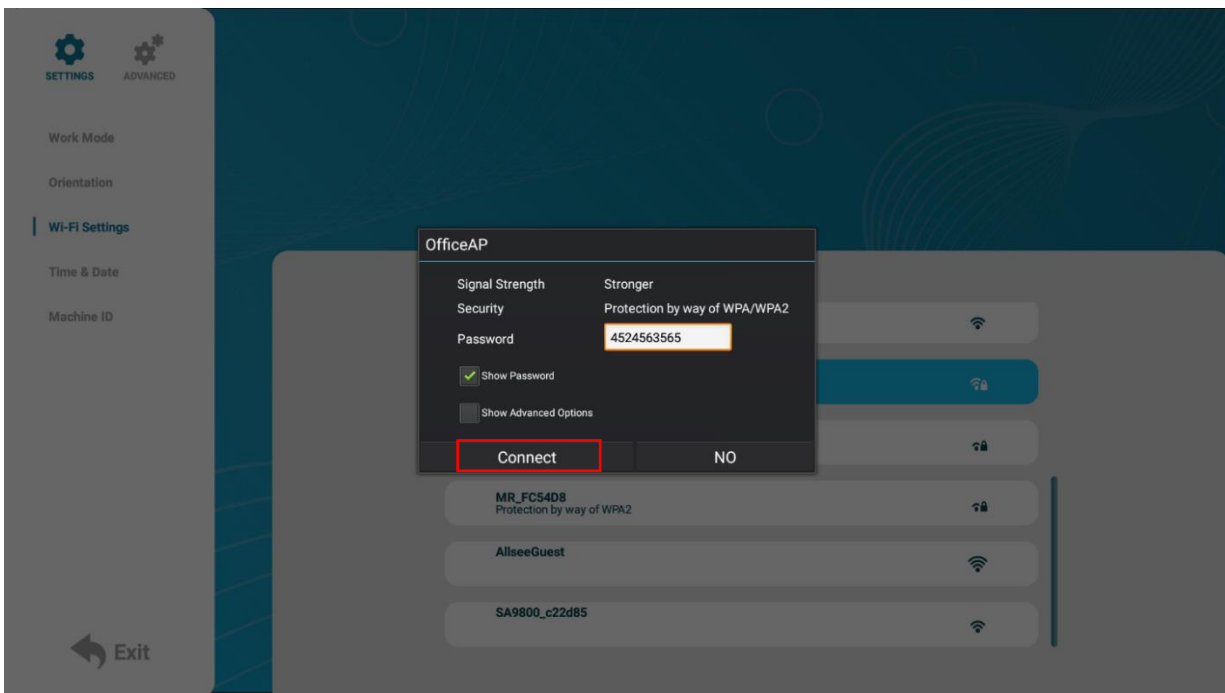 SETTINGS ADVANCED
Work Mode
Orientation
Wi-Fi Settings
Time & Date
Machine ID
Exit
OfficeAP
Signal Strength Stronger
Security Protection by way of WPA/WPA2
Password 4524563565
Show Password
Show Advanced Options
Connect NO
MR_FC54D8
Protection by way of WPA2
AllseeGuest
SA9800_c22d85